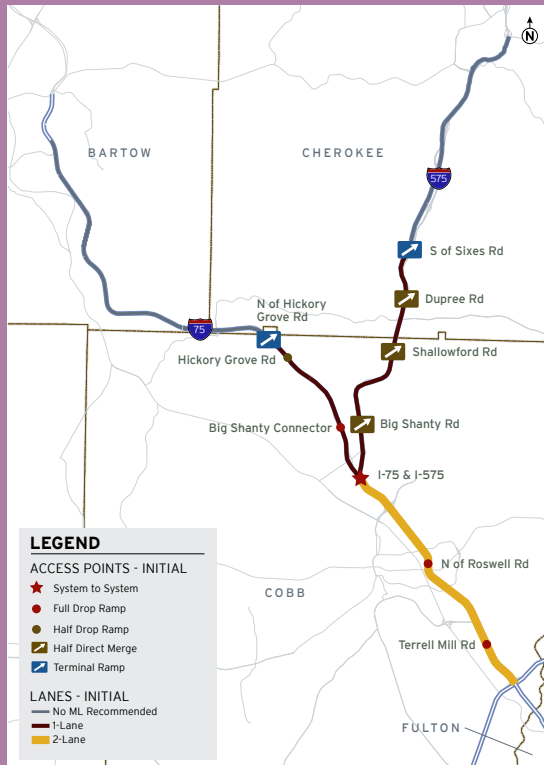 N
BARTOW
CHEROKEE
575
S of Sixes Rd
Dupree Rd
N of Hickory
Grove Rd
75
Shallowford Rd
Hickory Grove Rd
Big Shanty Connector
Big Shanty Rd
I-75 & I-575
N of Roswell Rd
COBB
Terrell Mill Rd
FULTON
LEGEND
ACCESS POINTS - INITIAL
System to System
Full Drop Ramp
Half Drop Ramp
Half Direct Merge
Terminal Ramp
LANES - INITIAL
No ML Recommended
1-Lane
2-Lane